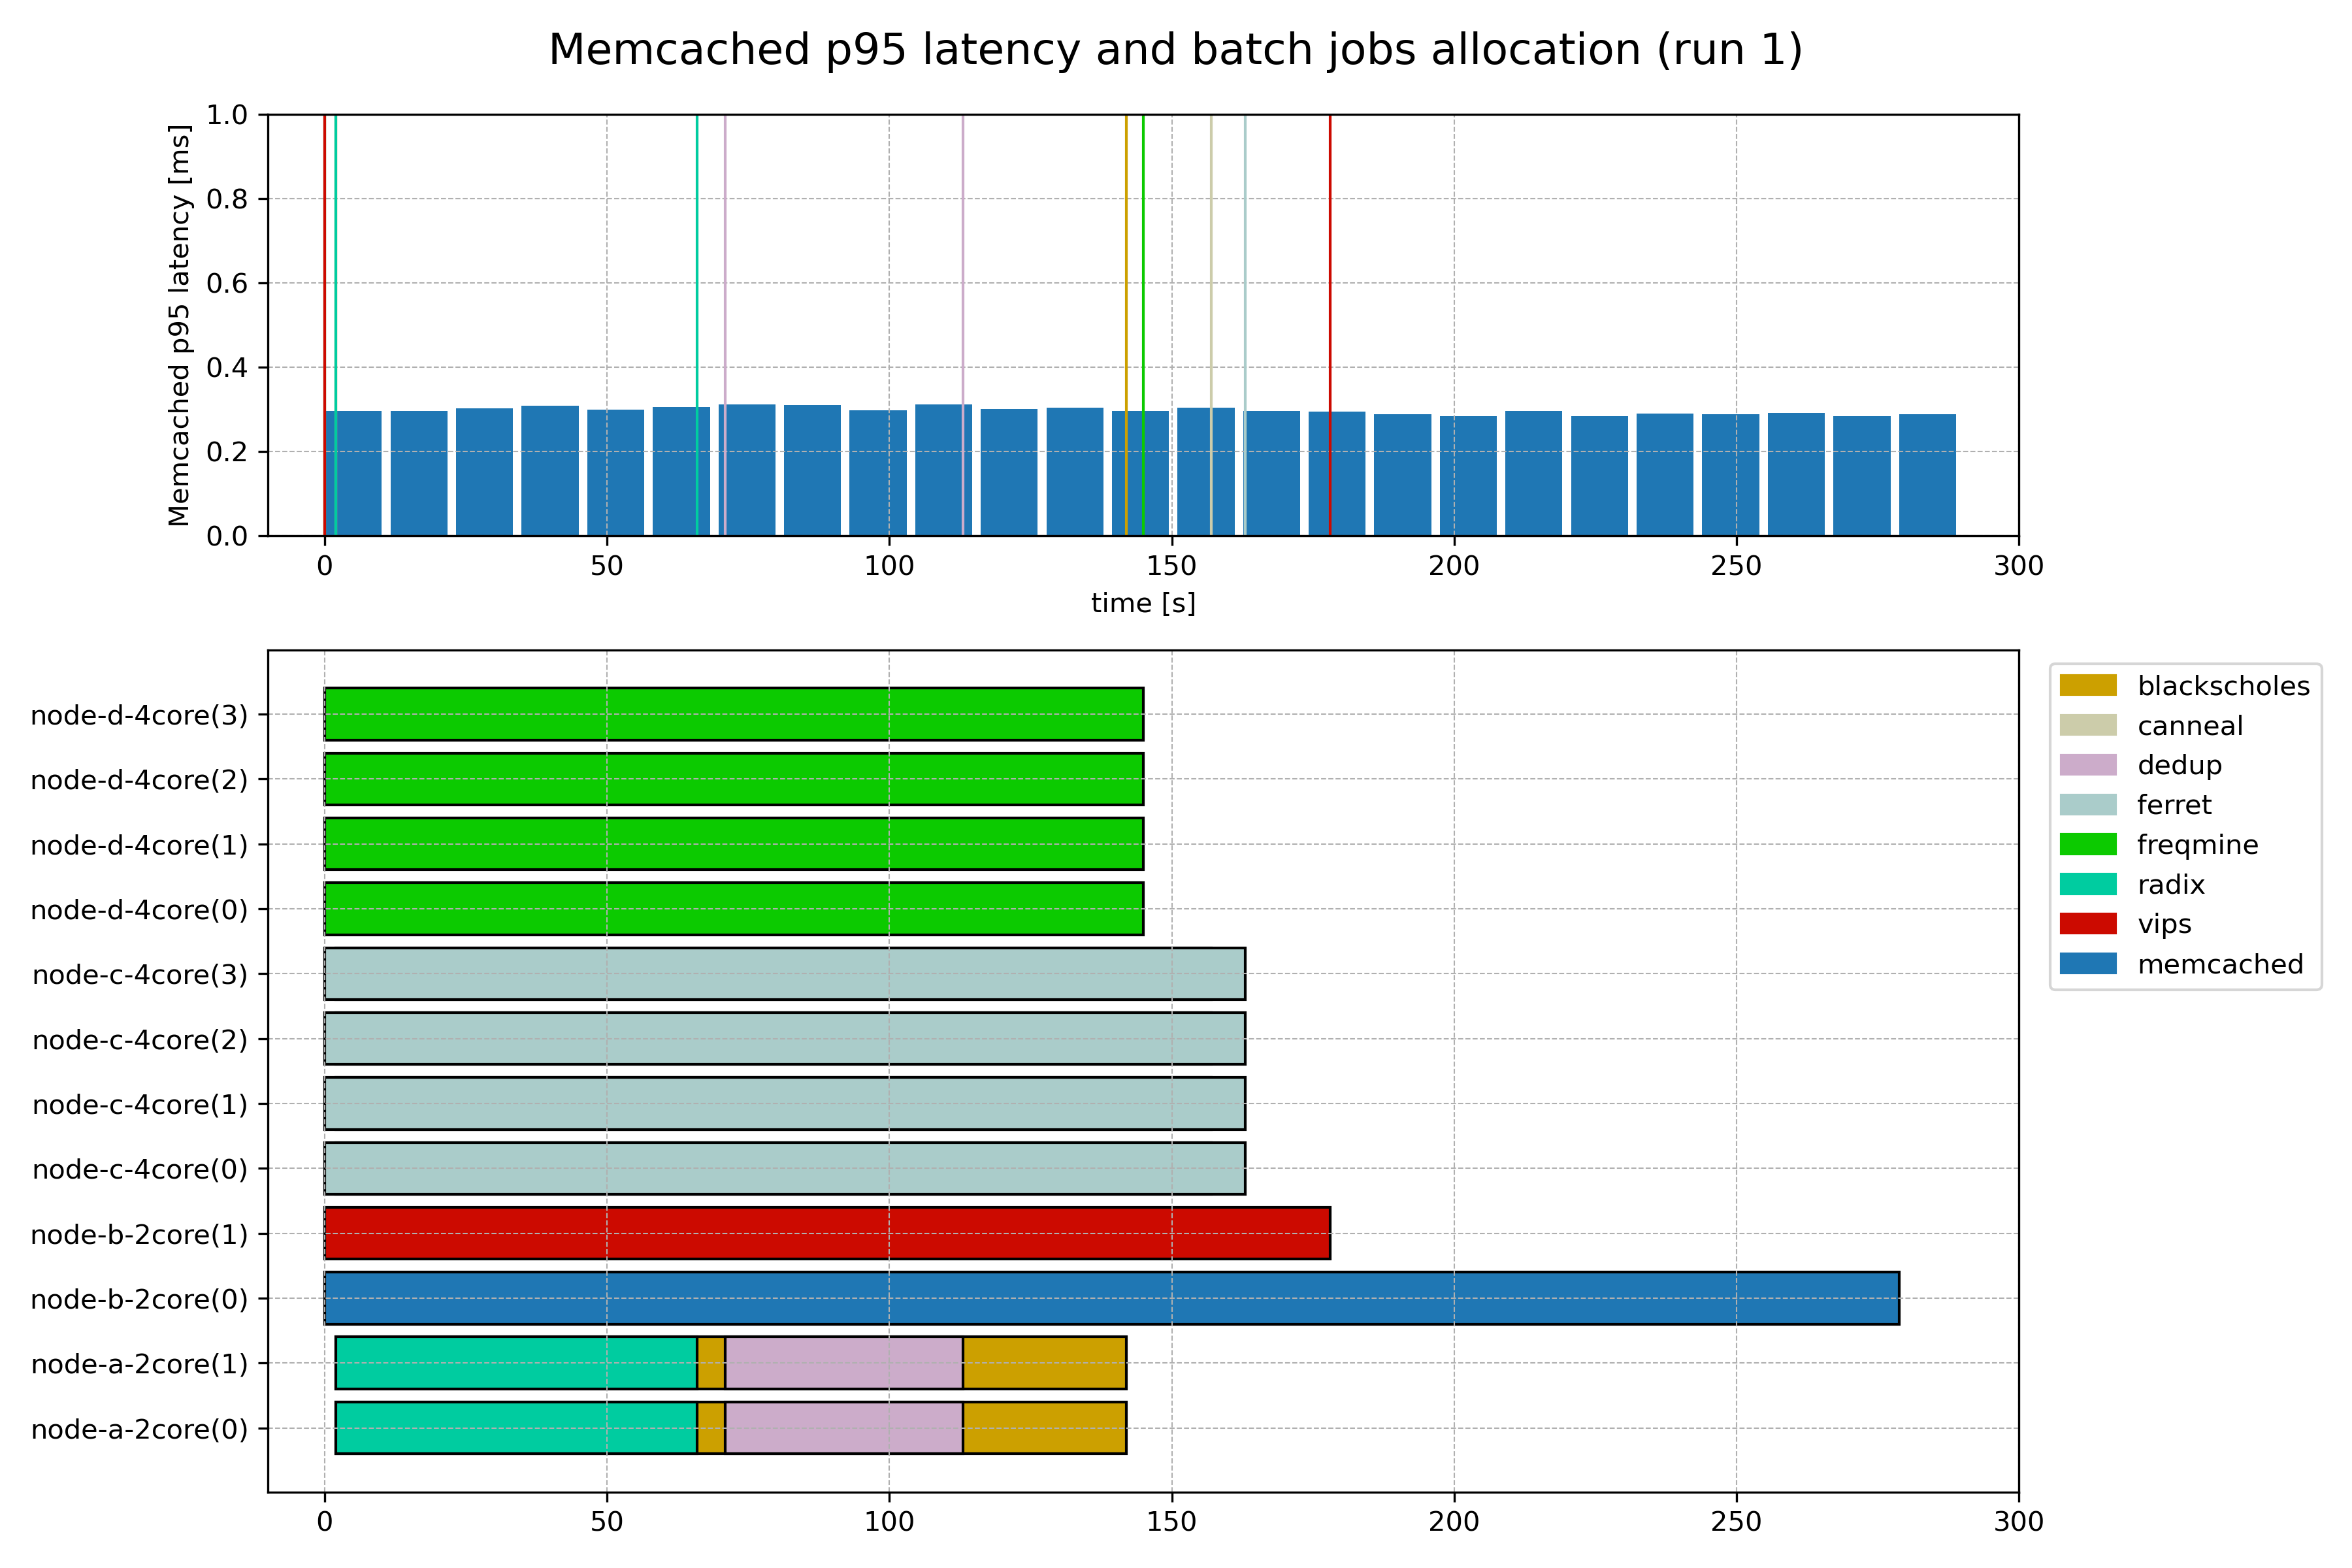 Memcached p95 latency and batch jobs allocation (run 1)
Memcached p95 latency [ms]
1.0
0.8
0.6
0.4
0.2
0.0
0 50 100 150 200 250 300
time [s]
node-d-4core(3)
node-d-4core(2)
node-d-4core(1)
node-d-4core(0)
node-c-4core(3)
node-c-4core(2)
node-c-4core(1)
node-c-4core(0)
node-b-2core(1)
node-b-2core(0)
node-a-2core(1)
node-a-2core(0)
0 50 100 150 200 250 300
blackscholes
canneal
dedup
ferret
freqmine
radix
vips
memcached